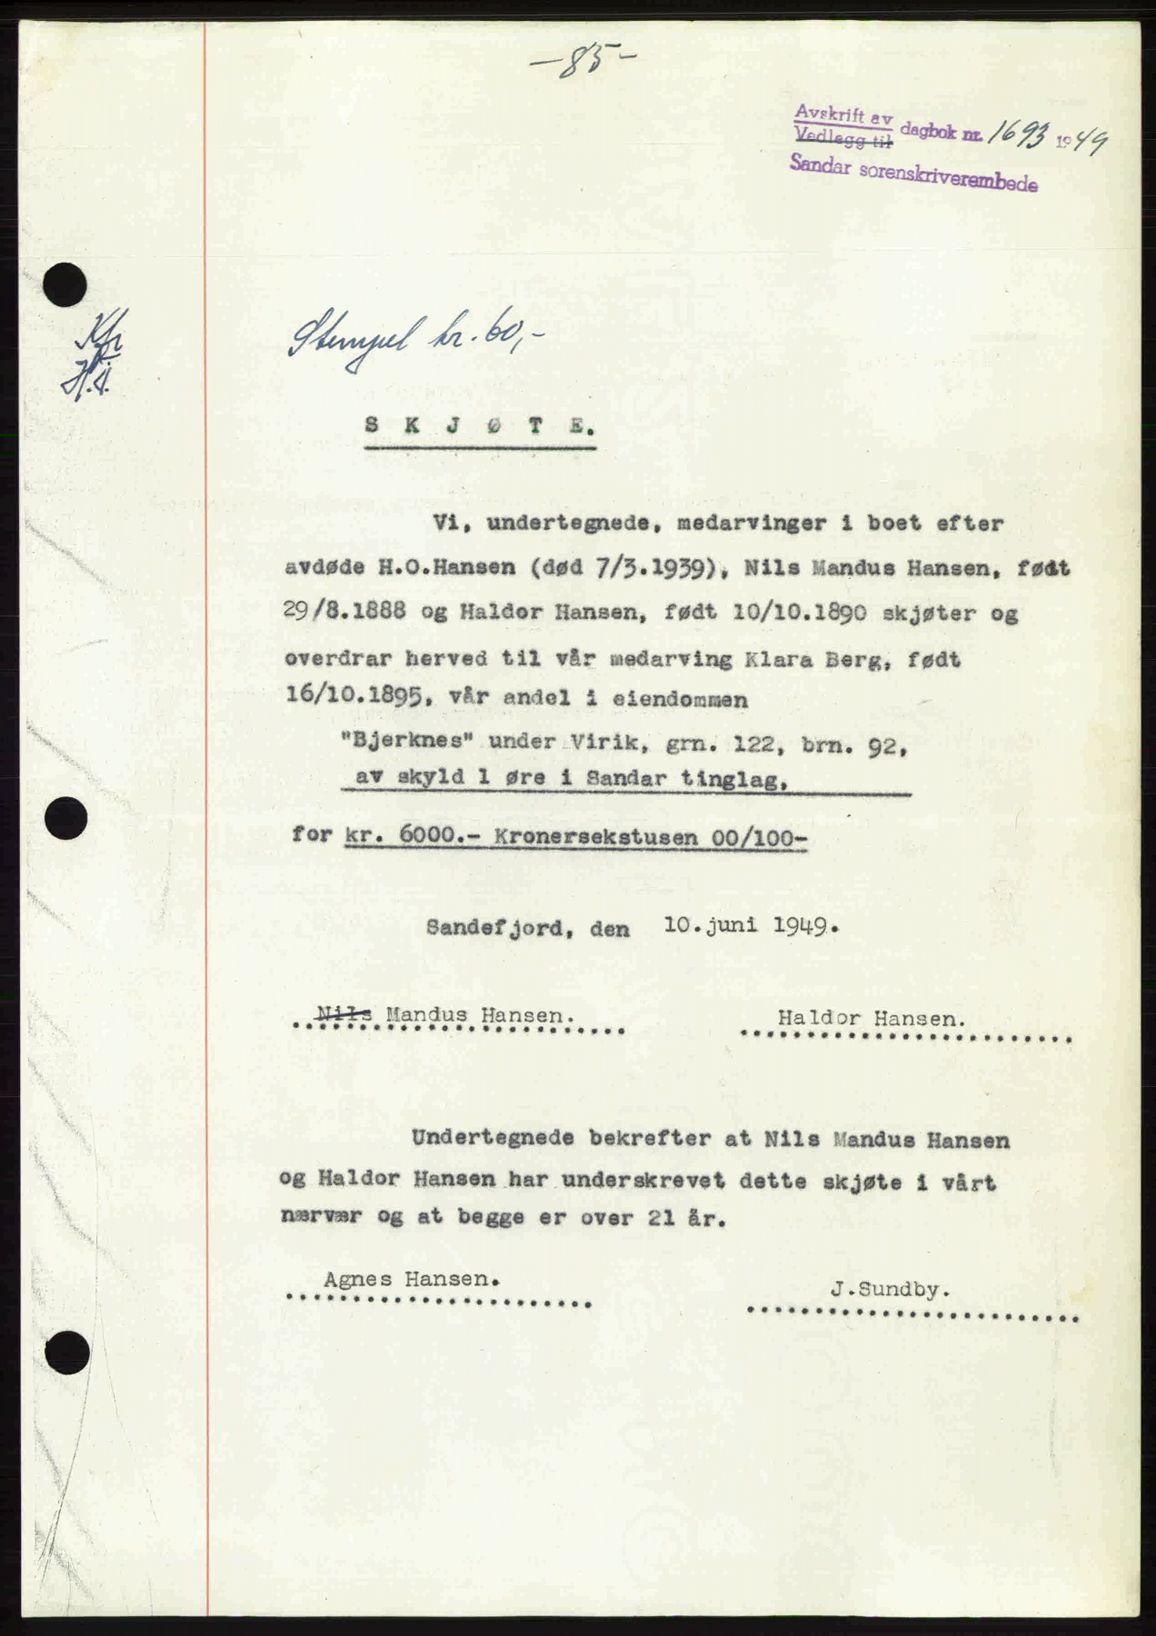 - 85 -
Avskrift av
Vedlegg til
dagbok nr. 1693 1949
Sandar sorenskriverembede
Stempel kr. 60,-
H.
S K J Ø T E.
Vi, undertegnede, medarvinger i boet efter
avdøde H.O.Hansen (død 7/3.1939), Nils Mandus Hansen, født
29/8.1888 og Haldor Hansen, født 10/10.1890 skjøter og
overdrar herved til vår medarving Klara Berg, født
16/10.1895, vår andel i eiendommen
"Bjerknes" under Virik, grn. 122, brn. 92,
av skyld 1 øre i Sandar tinglag,
for kr. 6000.- Kronersekstusen 00/100-
Sandefjord, den 10.juni 1949.
Nils Mandus Hansen. Haldor Hansen.
Undertegnede bekrefter at Nils Mandus Hansen
og Haldor Hansen har underskrevet dette skjøte i vårt
nærvær og at begge er over 21 år.
Agnes Hansen. J.Sundby.